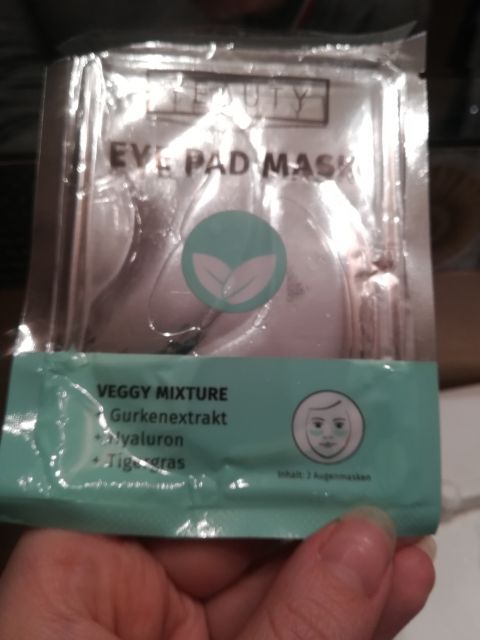 BEAUTY
EYE PAD MASK
VEGGY MIXTURE
+ Gurkenextrakt
+ Hyaluron
+ Tigergras
Inhalt: 2 Augenmasken